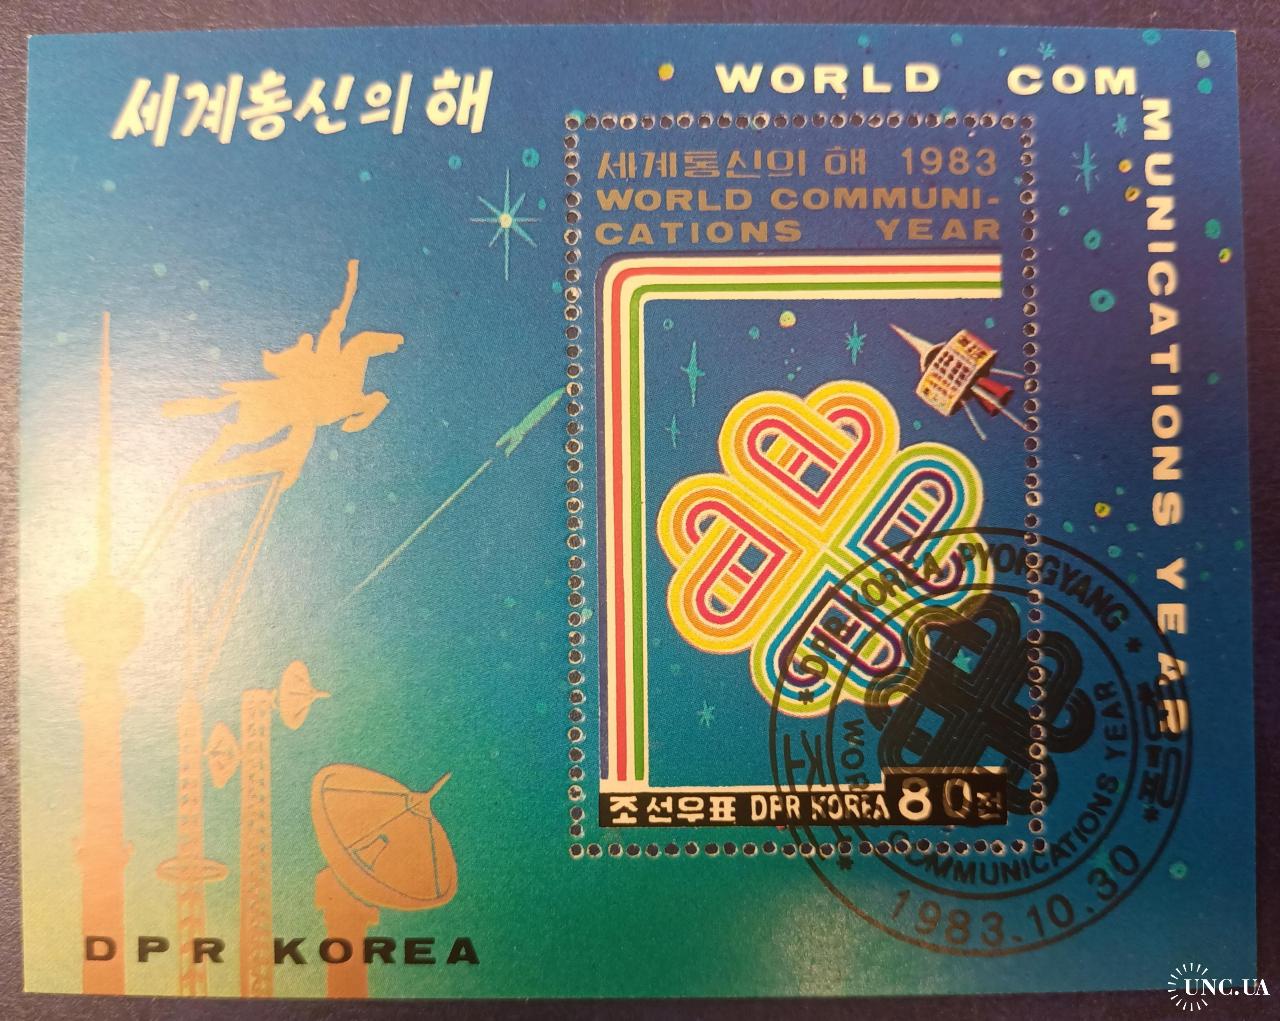 세계통신의 해
WORLD COMMUNICATIONS YEAR
세계통신의 해 1983
WORLD COMMUNI-
CATIONS YEAR
조선우표 DPR KOREA 80전
DPR KOREA PYONGYANG
WORLD COMMUNICATIONS YEAR
1983.10.30
DPR KOREA
UNC.UA